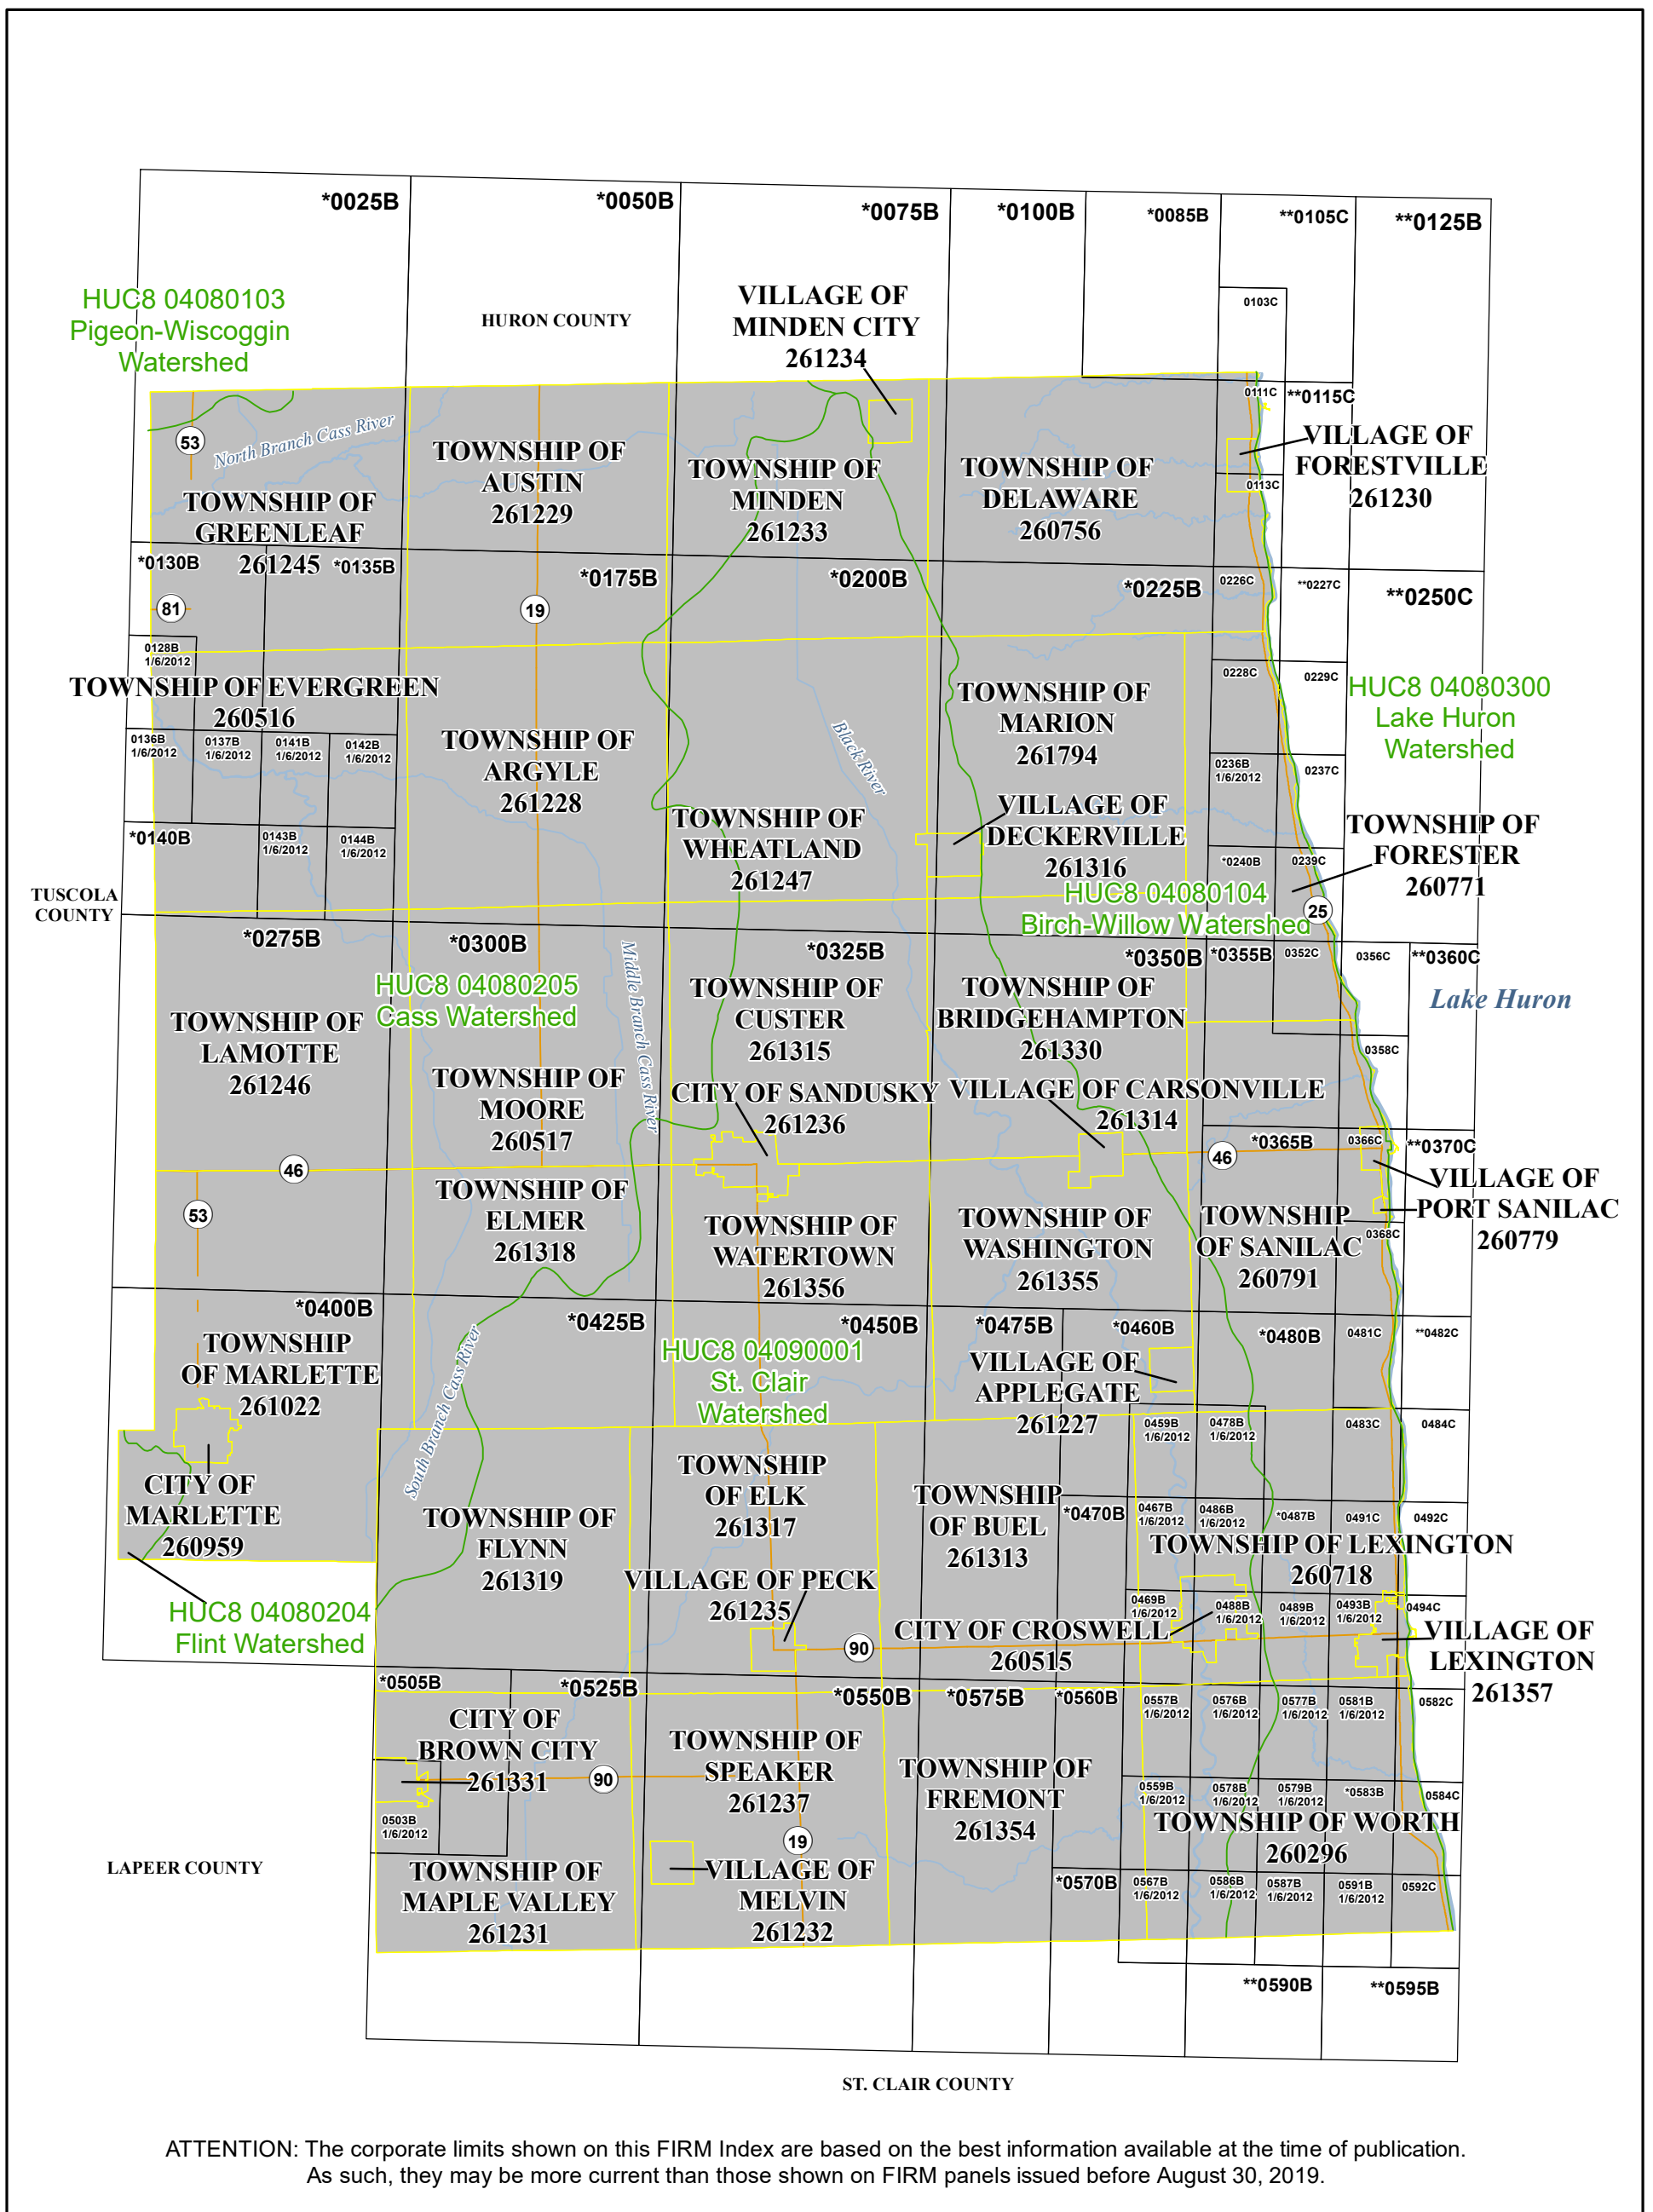 *0025B
*0050B
*0075B
*0100B
*0085B
**0105C
**0125B
HUC8 04080103
Pigeon-Wiscoggin
Watershed
HURON COUNTY
VILLAGE OF
MINDEN CITY
261234
0103C
0111C
**0115C
53
North Branch Cass River
TOWNSHIP OF
AUSTIN
261229
TOWNSHIP OF
MINDEN
261233
TOWNSHIP OF
DELAWARE
260756
VILLAGE OF
FORESTVILLE
261230
0113C
TOWNSHIP OF
GREENLEAF
261245
*0130B
*0135B
*0175B
*0200B
*0225B
0226C
**0227C
**0250C
81
19
0128B
1/6/2012
TOWNSHIP OF EVERGREEN
260516
0228C
0229C
HUC8 04080300
Lake Huron
Watershed
TOWNSHIP OF
MARION
261794
0136B
1/6/2012
0137B
1/6/2012
0141B
1/6/2012
0142B
1/6/2012
TOWNSHIP OF
ARGYLE
261228
Black River
0236B
1/6/2012
0237C
*0140B
0143B
1/6/2012
0144B
1/6/2012
TOWNSHIP OF
WHEATLAND
261247
VILLAGE OF
DECKERVILLE
261316
TOWNSHIP OF
FORESTER
260771
*0240B
0239C
TUSCOLA
COUNTY
HUC8 04080104
Birch-Willow Watershed
25
*0275B
*0300B
*0325B
*0350B
*0355B
0352C
0356C
**0360C
HUC8 04080205
Cass Watershed
Middle Branch Cass River
TOWNSHIP OF
CUSTER
261315
TOWNSHIP OF
BRIDGEHAMPTON
261330
Lake Huron
TOWNSHIP OF
LAMOTTE
261246
0358C
TOWNSHIP OF
MOORE
260517
CITY OF SANDUSKY
261236
VILLAGE OF CARSONVILLE
261314
46
46
*0365B
0366C
**0370C
53
TOWNSHIP OF
ELMER
261318
TOWNSHIP OF
WATERTOWN
261356
TOWNSHIP OF
WASHINGTON
261355
TOWNSHIP
OF SANILAC
260791
VILLAGE OF
PORT SANILAC
260779
0368C
*0400B
*0425B
*0450B
*0475B
*0460B
*0480B
0481C
**0482C
TOWNSHIP
OF MARLETTE
261022
South Branch Cass River
HUC8 04090001
St. Clair
Watershed
VILLAGE OF
APPLEGATE
261227
0459B
1/6/2012
0478B
1/6/2012
0483C
0484C
CITY OF
MARLETTE
260959
TOWNSHIP OF
FLYNN
261319
TOWNSHIP
OF ELK
261317
TOWNSHIP
OF BUEL
261313
*0470B
0467B
1/6/2012
0486B
1/6/2012
*0487B
0491C
0492C
TOWNSHIP OF LEXINGTON
260718
HUC8 04080204
Flint Watershed
VILLAGE OF PECK
261235
0469B
1/6/2012
0488B
1/6/2012
0489B
1/6/2012
0493B
1/6/2012
0494C
90
CITY OF CROSWELL
260515
VILLAGE OF
LEXINGTON
261357
*0505B
*0525B
*0550B
*0575B
*0560B
0557B
1/6/2012
0576B
1/6/2012
0577B
1/6/2012
0581B
1/6/2012
0582C
CITY OF
BROWN CITY
261331
90
TOWNSHIP OF
SPEAKER
261237
TOWNSHIP OF
FREMONT
261354
0559B
1/6/2012
0578B
1/6/2012
0579B
1/6/2012
*0583B
0584C
0503B
1/6/2012
19
TOWNSHIP OF WORTH
260296
LAPEER COUNTY
TOWNSHIP OF
MAPLE VALLEY
261231
VILLAGE OF
MELVIN
261232
*0570B
0567B
1/6/2012
0586B
1/6/2012
0587B
1/6/2012
0591B
1/6/2012
0592C
**0590B
**0595B
ST. CLAIR COUNTY
ATTENTION: The corporate limits shown on this FIRM Index are based on the best information available at the time of publication.
As such, they may be more current than those shown on FIRM panels issued before August 30, 2019.